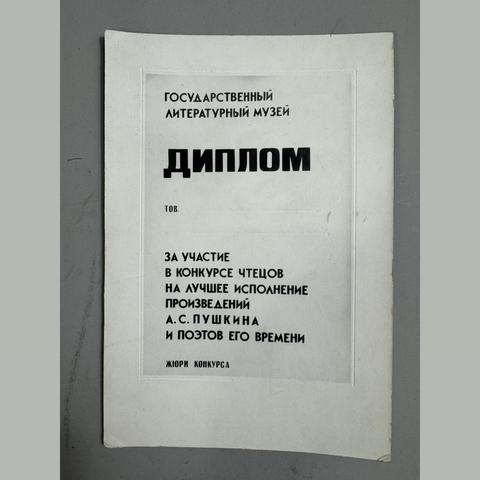 ГОСУДАРСТВЕННЫЙ
ЛИТЕРАТУРНЫЙ МУЗЕЙ
ДИПЛОМ
ТОВ.
ЗА УЧАСТИЕ
В КОНКУРСЕ ЧТЕЦОВ
НА ЛУЧШЕЕ ИСПОЛНЕНИЕ
ПРОИЗВЕДЕНИЙ
А.С. ПУШКИНА
И ПОЭТОВ ЕГО ВРЕМЕНИ
ЖЮРИ КОНКУРСА